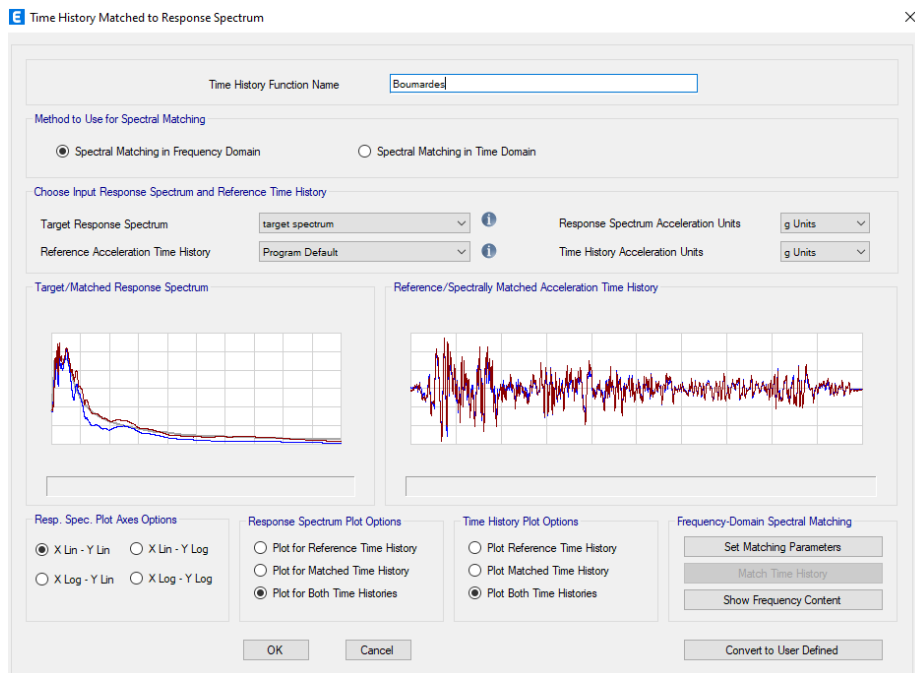 E Time History Matched to Response Spectrum
Time History Function Name Boumardes
Method to Use for Spectral Matching
Spectral Matching in Frequency Domain Spectral Matching in Time Domain
Choose Input Response Spectrum and Reference Time History
Target Response Spectrum target spectrum Response Spectrum Acceleration Units g Units
Reference Acceleration Time History Program Default Time History Acceleration Units g Units
Target/Matched Response Spectrum Reference/Spectrally Matched Acceleration Time History
Resp. Spec. Plot Axes Options
X Lin - Y Lin X Lin - Y Log
X Log - Y Lin X Log - Y Log
Response Spectrum Plot Options
Plot for Reference Time History
Plot for Matched Time History
Plot for Both Time Histories
Time History Plot Options
Plot Reference Time History
Plot Matched Time History
Plot Both Time Histories
Frequency-Domain Spectral Matching
Set Matching Parameters
Match Time History
Show Frequency Content
OK Cancel Convert to User Defined